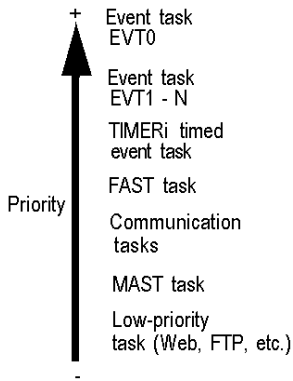 +
Event task
EVT0
Event task
EVT1 - N
TIMERi timed
event task
FAST task
Priority
Communication
tasks
MAST task
Low-priority
task (Web, FTP, etc.)
-